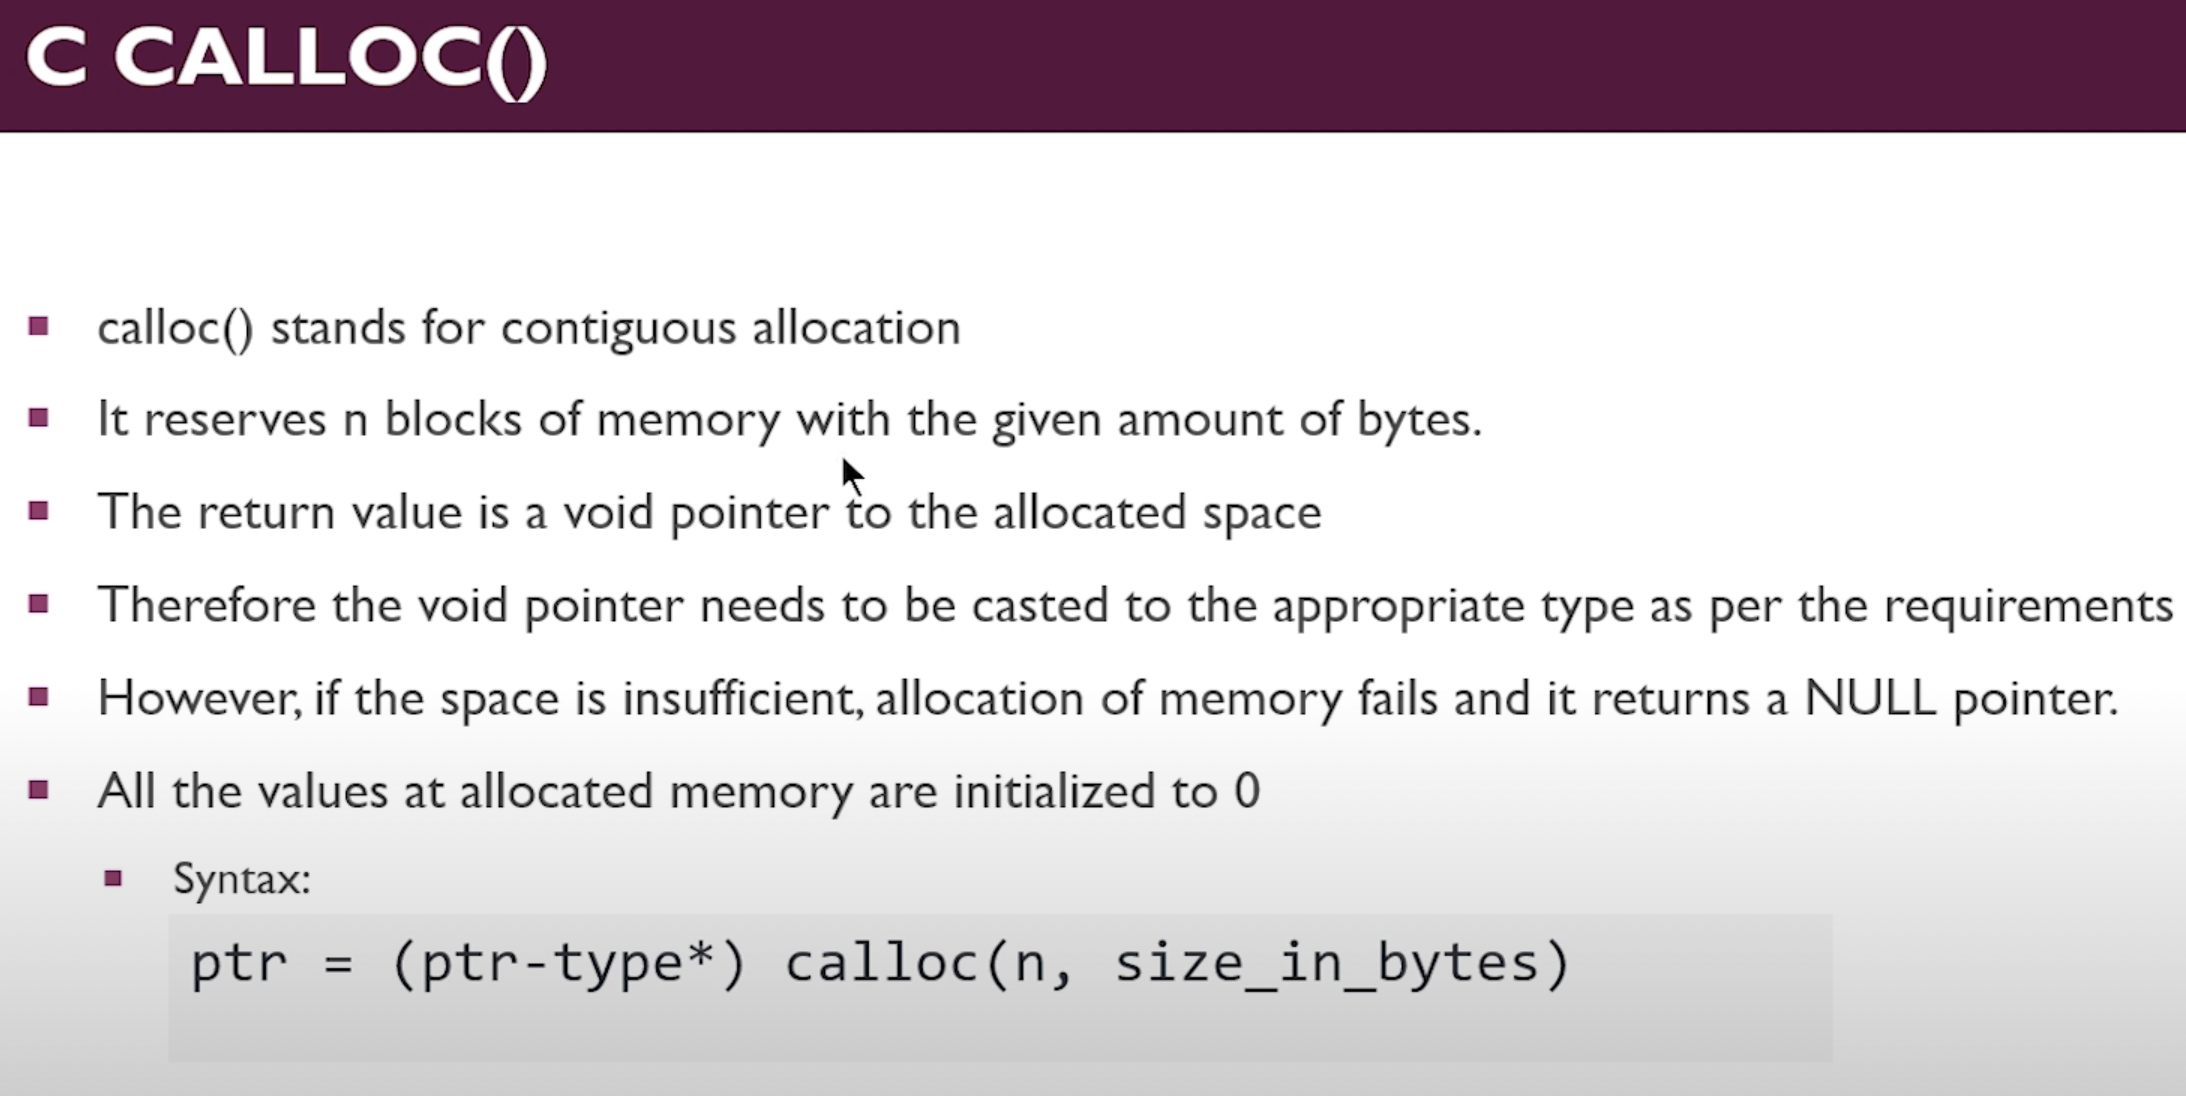 C CALLOC()
calloc() stands for contiguous allocation
It reserves n blocks of memory with the given amount of bytes.
The return value is a void pointer to the allocated space
Therefore the void pointer needs to be casted to the appropriate type as per the requirements
However, if the space is insufficient, allocation of memory fails and it returns a NULL pointer.
All the values at allocated memory are initialized to 0
Syntax:
ptr = (ptr-type*) calloc(n, size_in_bytes)